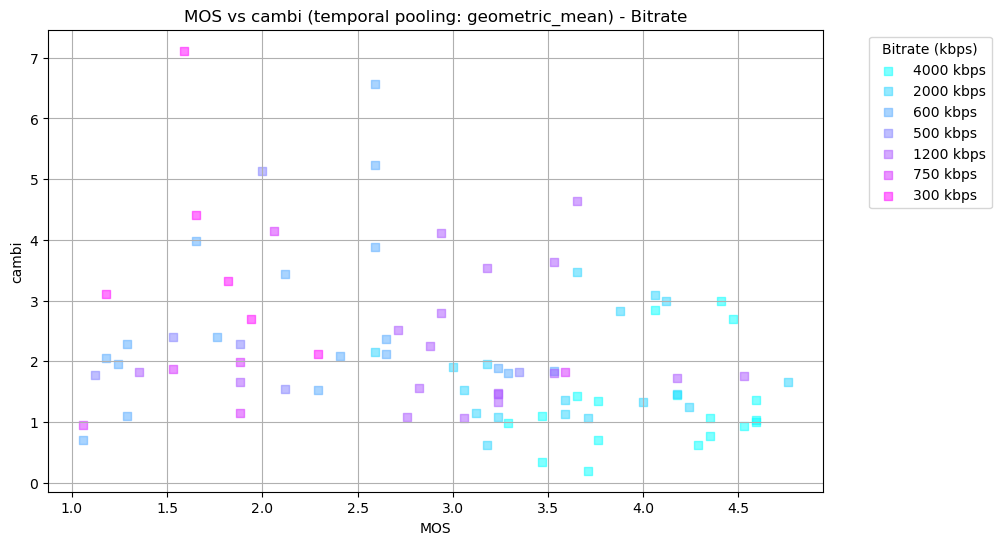 MOS vs cambi (temporal pooling: geometric_mean) - Bitrate
Bitrate (kbps)
4000 kbps
2000 kbps
600 kbps
500 kbps
1200 kbps
750 kbps
300 kbps
cambi
7
6
5
4
3
2
1
0
1.0 1.5 2.0 2.5 3.0 3.5 4.0 4.5
MOS